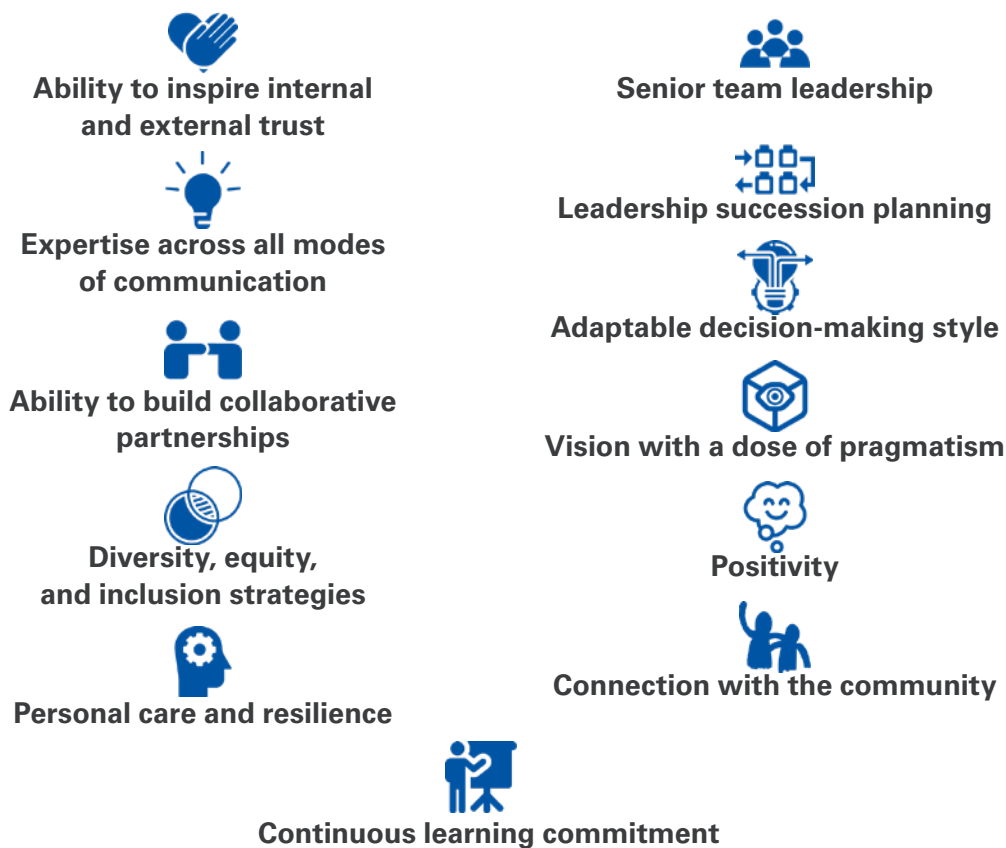 Ability to inspire internal
and external trust
Expertise across all modes
of communication
Ability to build collaborative
partnerships
Diversity, equity,
and inclusion strategies
Personal care and resilience
Senior team leadership
Leadership succession planning
Adaptable decision-making style
Vision with a dose of pragmatism
Positivity
Connection with the community
Continuous learning commitment